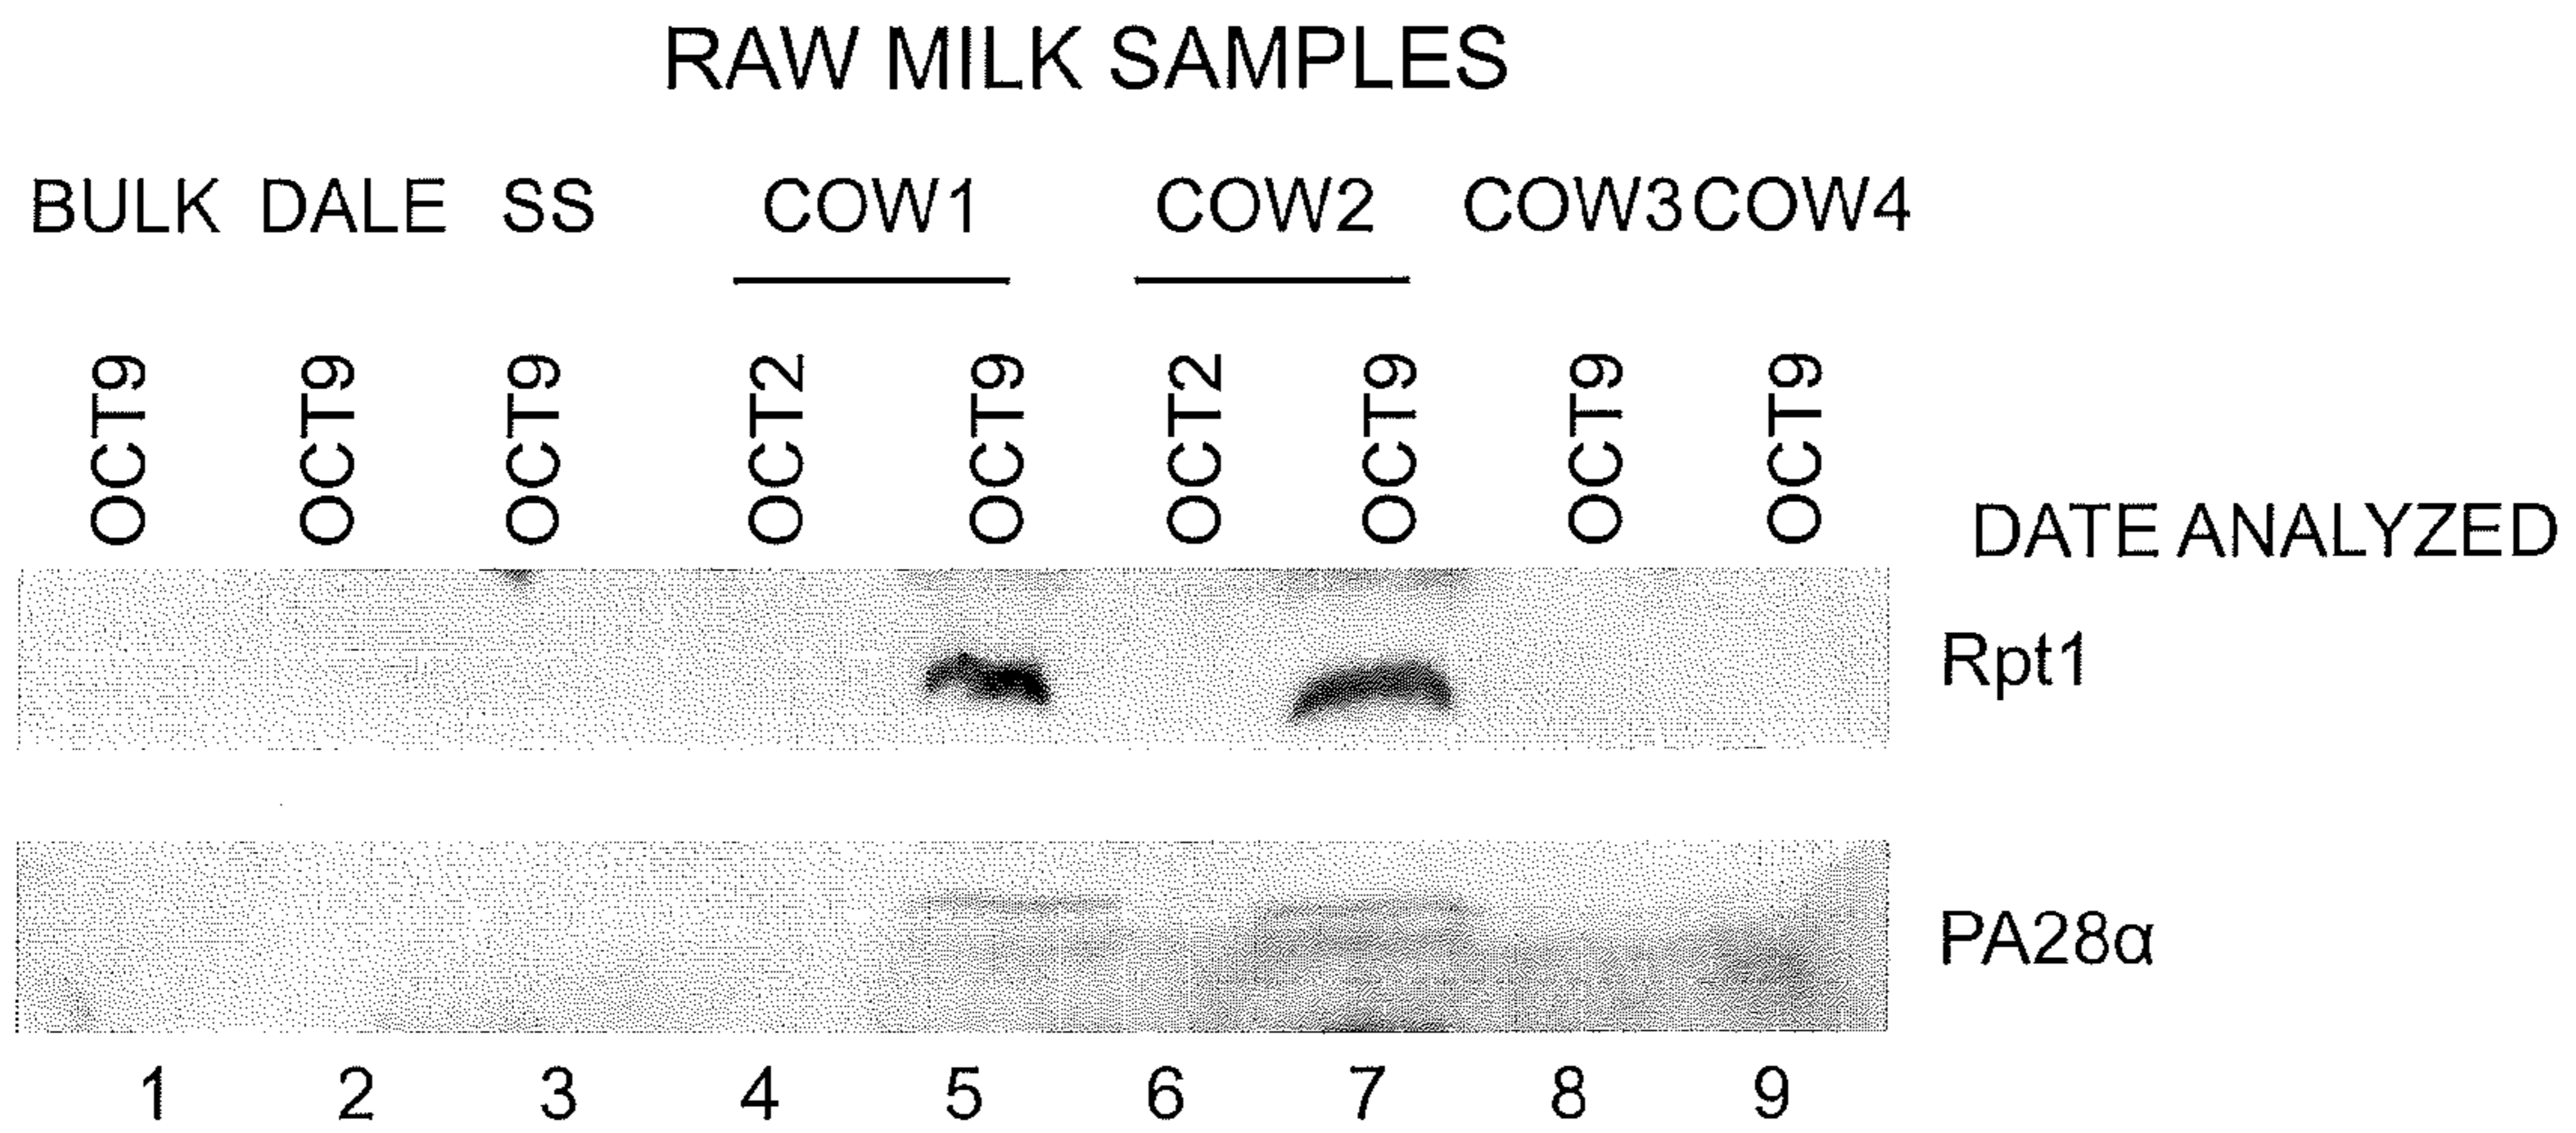 RAW MILK SAMPLES
BULK DALE SS COW1 COW2 COW3 COW4
OCT9 OCT9 OCT9 OCT2 OCT9 OCT2 OCT9 OCT9 OCT9
DATE ANALYZED
Rpt1
PA28α
1 2 3 4 5 6 7 8 9